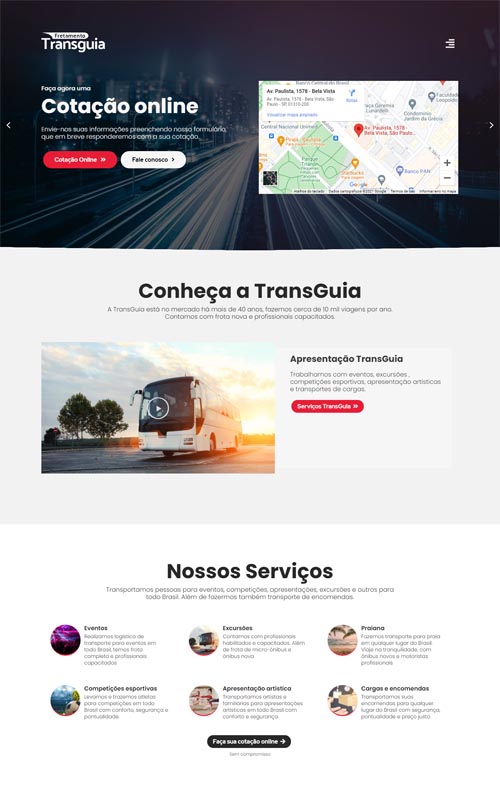 Fretamento
Transguia
Faça agora uma
Cotação online
Envie-nos suas informações preenchendo nosso formulário,
que em breve responderemos com a sua cotação.
Cotação Online
Fale conosco
Av. Paulista, 1578 - Bela Vista
Av. Paulista, 1578 - Bela Vista, São
Paulo - SP, 01310-200
Rotas
Visualizar mapa ampliado
Central Nacional Unimed
Praça Geremia
Lunardelli
Condomínio
Jardim da Grécia
Faculdade
Leopoldo
Av. Paulista, 1578 -
Bela Vista, São Paulo...
Parque
Trianon
Starbucks
Para viagem
Banco PAN
Google
Atalhos do teclado
Dados cartográficos ©2021 Google
Termos de Uso
Informar erro no mapa
Conheça a TransGuia
A TransGuia está no mercado há mais de 40 anos, fazemos cerca de 10 mil viagens por ano.
Contamos com frota nova e profissionais capacitados.
Apresentação TransGuia
Trabalhamos com eventos, excursões ,
competições esportivas, apresentação artísticas
e transportes de cargas.
Serviços TransGuia
Nossos Serviços
Transportamos pessoas para eventos, competições, apresentações, excursões e outros para
todo Brasil. Além de fazermos também transporte de encomendas.
Eventos
Realizamos logística de
transporte para eventos em
todo Brasil, temos frota
completa e profissionais
capacitados
Excursões
Contamos com profissionais
habilitados e capacitados. Além
de frota de micro-ônibus e
ônibus nova
Praiana
Fazemos transporte para praia
em qualquer lugar do Brasil.
Viaje na tranquilidade, com
ônibus novos e motoristas
profissionais
Competições esportivas
Levamos e trazemos atletas
para competições em todo
Brasil com conforto, segurança e
pontualidade.
Apresentação artística
Transportamos artistas e
familiares para apresentações
artísticas em todo Brasil com
conforto e segurança.
Cargas e encomendas
Transportamos suas
encomendas para qualquer
lugar do Brasil com segurança,
pontualidade e preço justo.
Faça sua cotação online
Sem compromisso